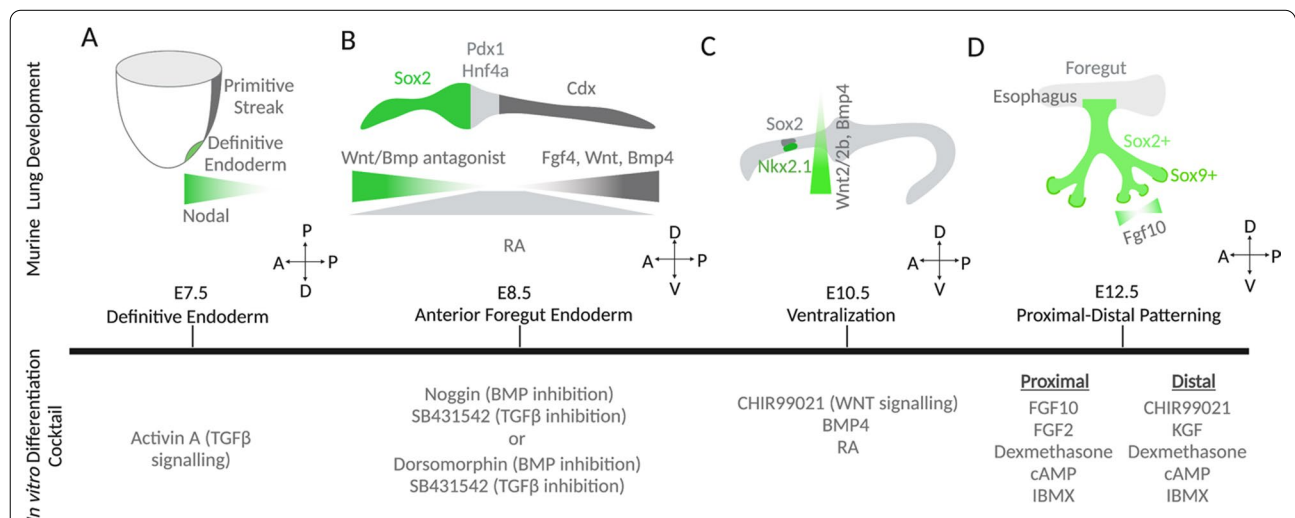 Murine Lung Development
A
Primitive
Streak
Definitive
Endoderm
Nodal
P
A P
D
E7.5
Definitive Endoderm
B
Pdx1
Hnf4a
Sox2
Cdx
Wnt/Bmp antagonist
Fgf4, Wnt, Bmp4
RA
D
A P
V
E8.5
Anterior Foregut Endoderm
C
Sox2
Nkx2.1
Wnt2/2b, Bmp4
D
A P
V
E10.5
Ventralization
D
Foregut
Esophagus
Sox2+
Sox9+
Fgf10
D
A P
V
E12.5
Proximal-Distal Patterning
In vitro Differentiation
Cocktail
Activin A (TGFβ
signalling)
Noggin (BMP inhibition)
SB431542 (TGFβ inhibition)
or
Dorsomorphin (BMP inhibition)
SB431542 (TGFβ inhibition)
CHIR99021 (WNT signalling)
BMP4
RA
Proximal
FGF10
FGF2
Dexmethasone
cAMP
IBMX
Distal
CHIR99021
KGF
Dexmethasone
cAMP
IBMX